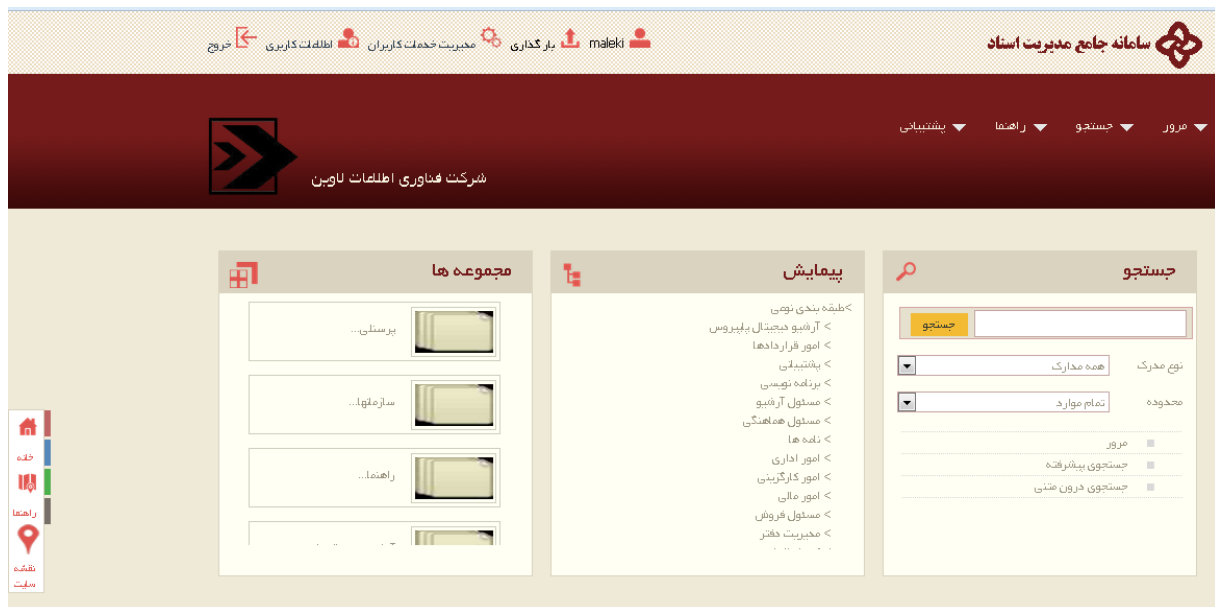 سامانه جامع مدیریت اسناد
maleki
بارگذاری
مدیریت خدمات کاربران
اطلاعات کاربری
خروج
مرور
جستجو
راهنما
پشتیبانی
شرکت فناوری اطلاعات لاوین
جستجو
جستجو
نوع مدرک
همه مدارک
محدوده
تمام موارد
مرور
جستجوی پیشرفته
جستجوی درون متنی
پیمایش
>طبقه بندی نوعی
> آرشیو دیجیتال پاپیروس
> امور قراردادها
> پشتیبانی
> برنامه نویسی
> مسئول آرشیو
> مسئول هماهنگی
> نامه ها
> امور اداری
> امور کارگزینی
> امور مالی
> مسئول فروش
> مدیریت دفتر
مجموعه ها
پرسنلی...
سازمانها...
راهنما...
خانه
راهنما
نقشه
سایت